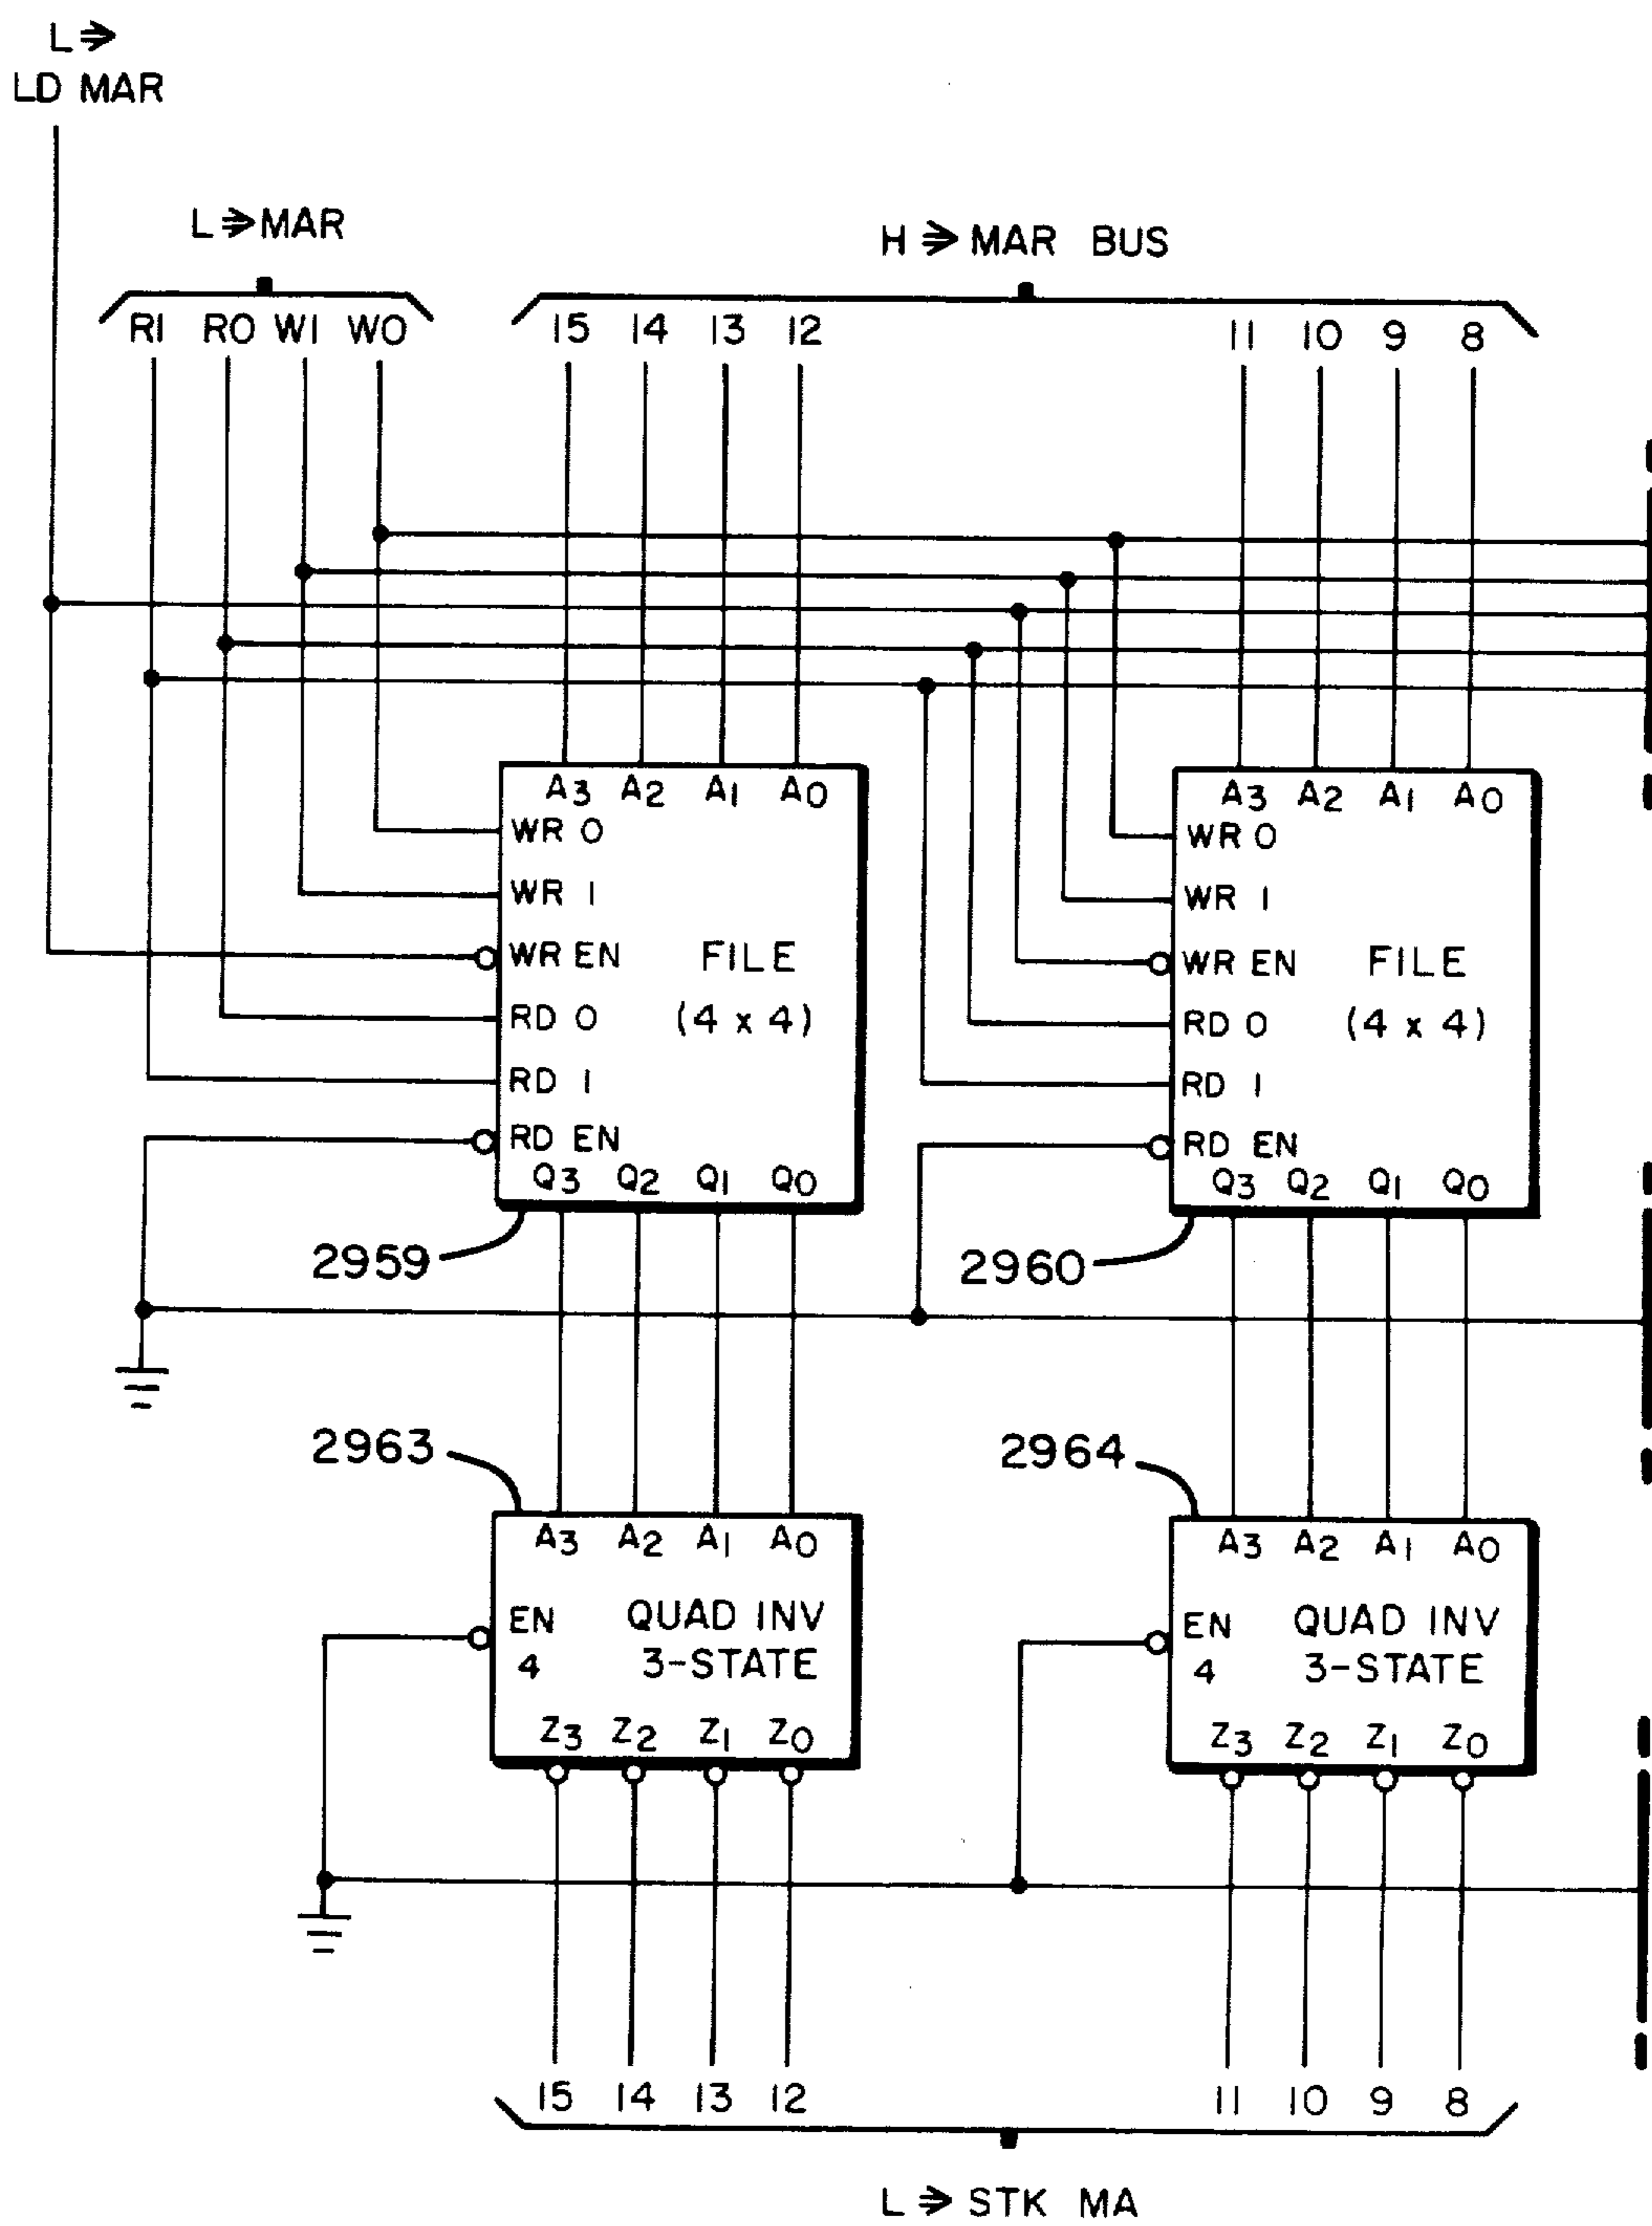 L ⇒
LD MAR
L ⇒ MAR
H ⇒ MAR BUS
R1 R0 W1 W0 15 14 13 12 11 10 9 8
A3 A2 A1 A0
WR 0
WR 1
WR EN FILE
RD 0 (4 x 4)
RD 1
RD EN
Q3 Q2 Q1 Q0
2959
A3 A2 A1 A0
WR 0
WR 1
WR EN FILE
RD 0 (4 x 4)
RD 1
RD EN
Q3 Q2 Q1 Q0
2960
2963
A3 A2 A1 A0
EN QUAD INV
4 3-STATE
Z3 Z2 Z1 Z0
2964
A3 A2 A1 A0
EN QUAD INV
4 3-STATE
Z3 Z2 Z1 Z0
15 14 13 12 11 10 9 8
L ⇒ STK MA